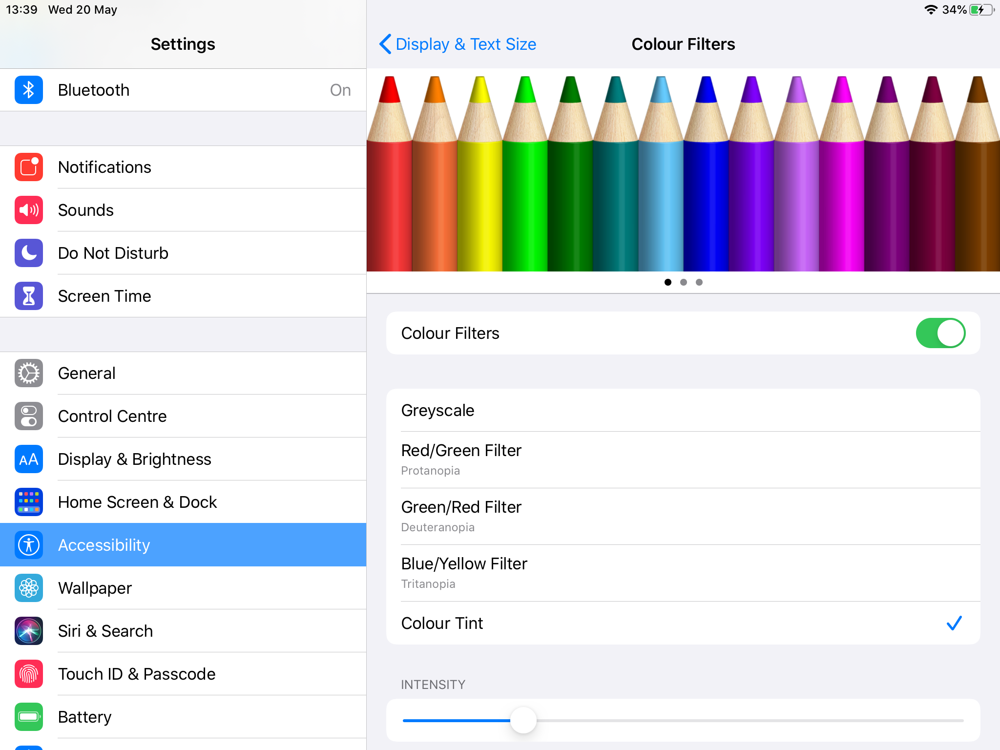 13:39 Wed 20 May
34%
Settings
Bluetooth On
Notifications
Sounds
Do Not Disturb
Screen Time
General
Control Centre
AA Display & Brightness
Home Screen & Dock
Accessibility
Wallpaper
Siri & Search
Touch ID & Passcode
Battery
Display & Text Size
Colour Filters
Colour Filters
Greyscale
Red/Green Filter
Protanopia
Green/Red Filter
Deuteranopia
Blue/Yellow Filter
Tritanopia
Colour Tint
INTENSITY